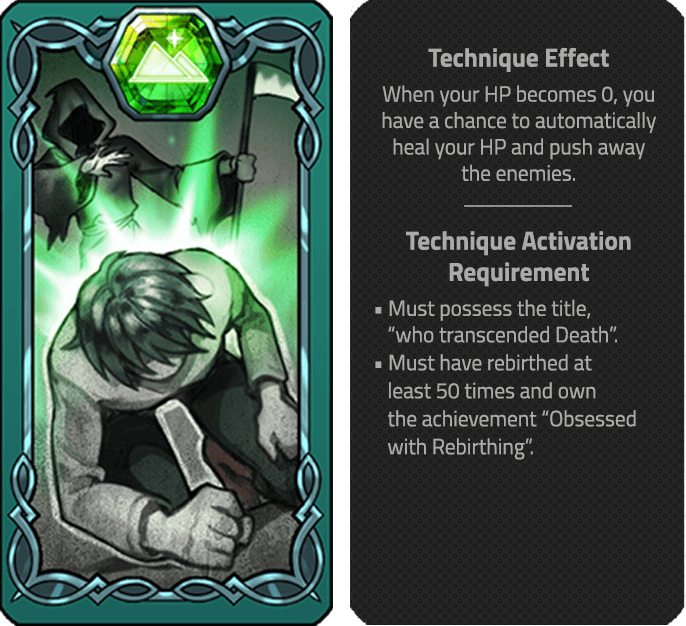 Technique Effect
When your HP becomes 0, you
have a chance to automatically
heal your HP and push away
the enemies.
Technique Activation
Requirement
▪ Must possess the title,
“who transcended Death”.
▪ Must have rebirthed at
least 50 times and own
the achievement “Obsessed
with Rebirthing”.